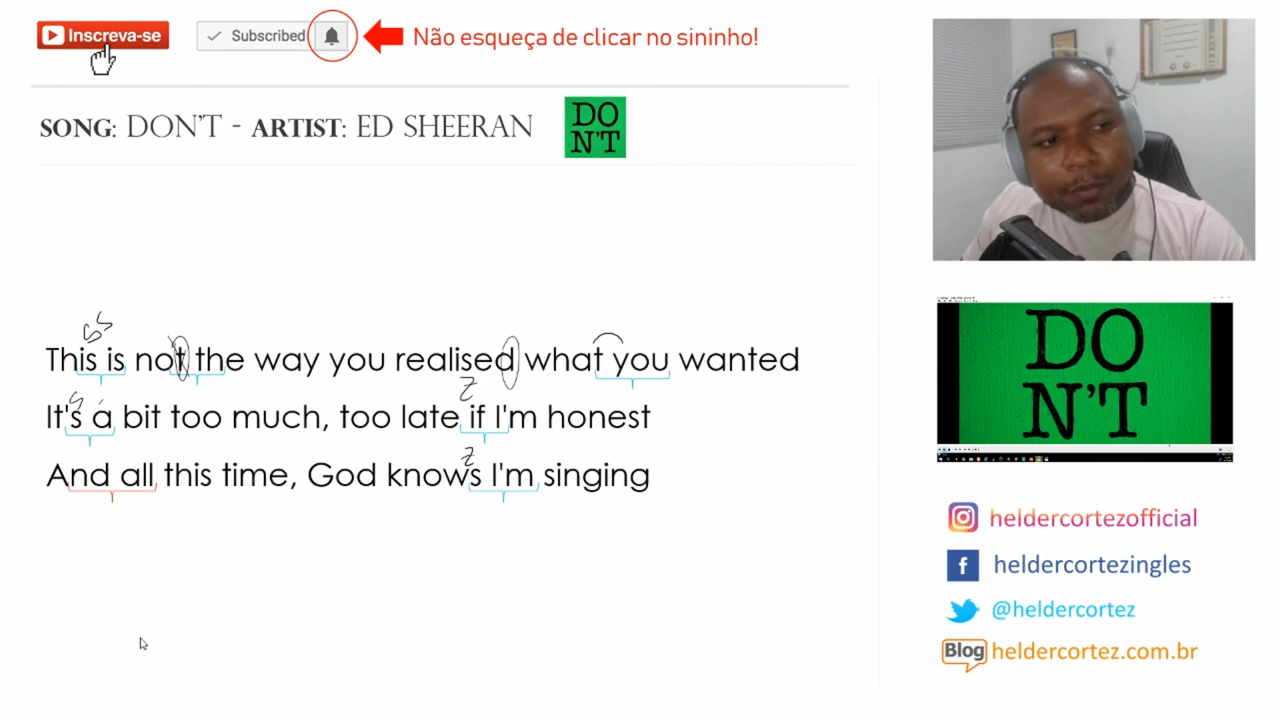 Inscreva-se
Subscribed
Não esqueça de clicar no sininho!
SONG: DON'T - ARTIST: ED SHEERAN
DO
N'T
This is not the way you realised what you wanted
It's a bit too much, too late if I'm honest
And all this time, God knows I'm singing
z
z
DO
N'T
heldercortezofficial
f heldercortezingles
@heldercortez
Blog heldercortez.com.br